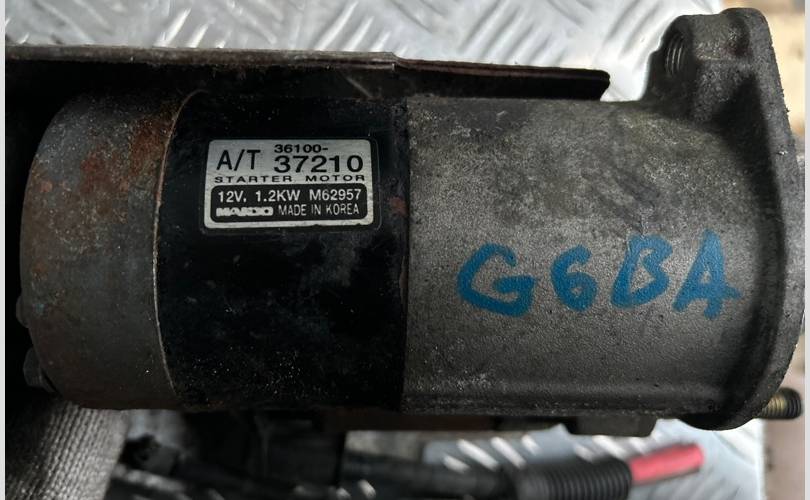 36100-
A/T 37210
STARTER MOTOR
12V, 1.2KW M62957
MANDO MADE IN KOREA
G6BA